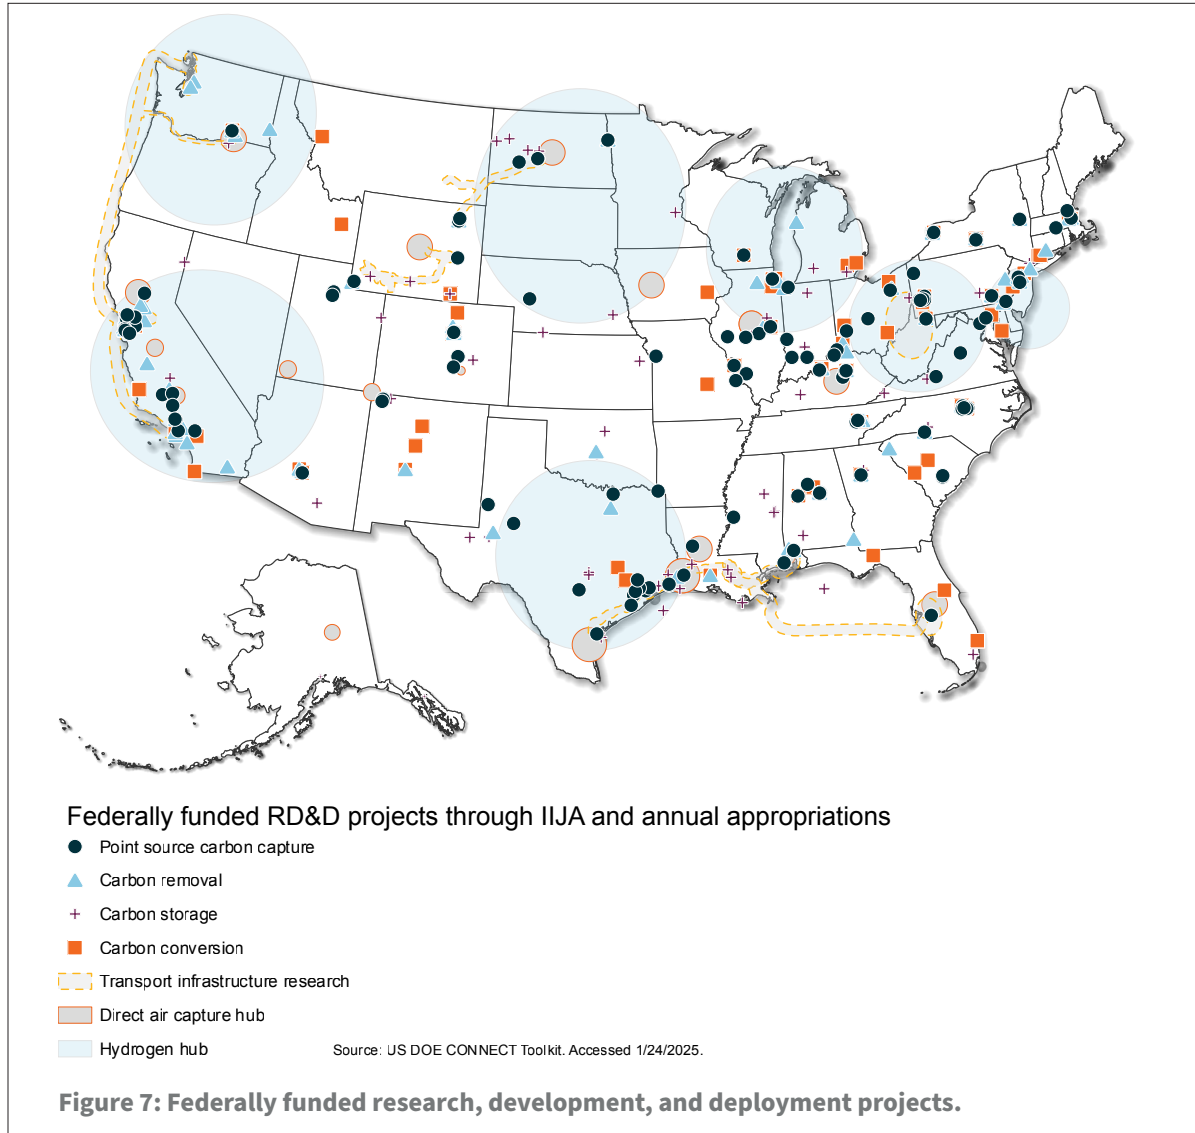 Federally funded RD&D projects through IIJA and annual appropriations
Point source carbon capture
Carbon removal
Carbon storage
Carbon conversion
Transport infrastructure research
Direct air capture hub
Hydrogen hub
Source: US DOE CONNECT Toolkit. Accessed 1/24/2025.
Figure 7: Federally funded research, development, and deployment projects.